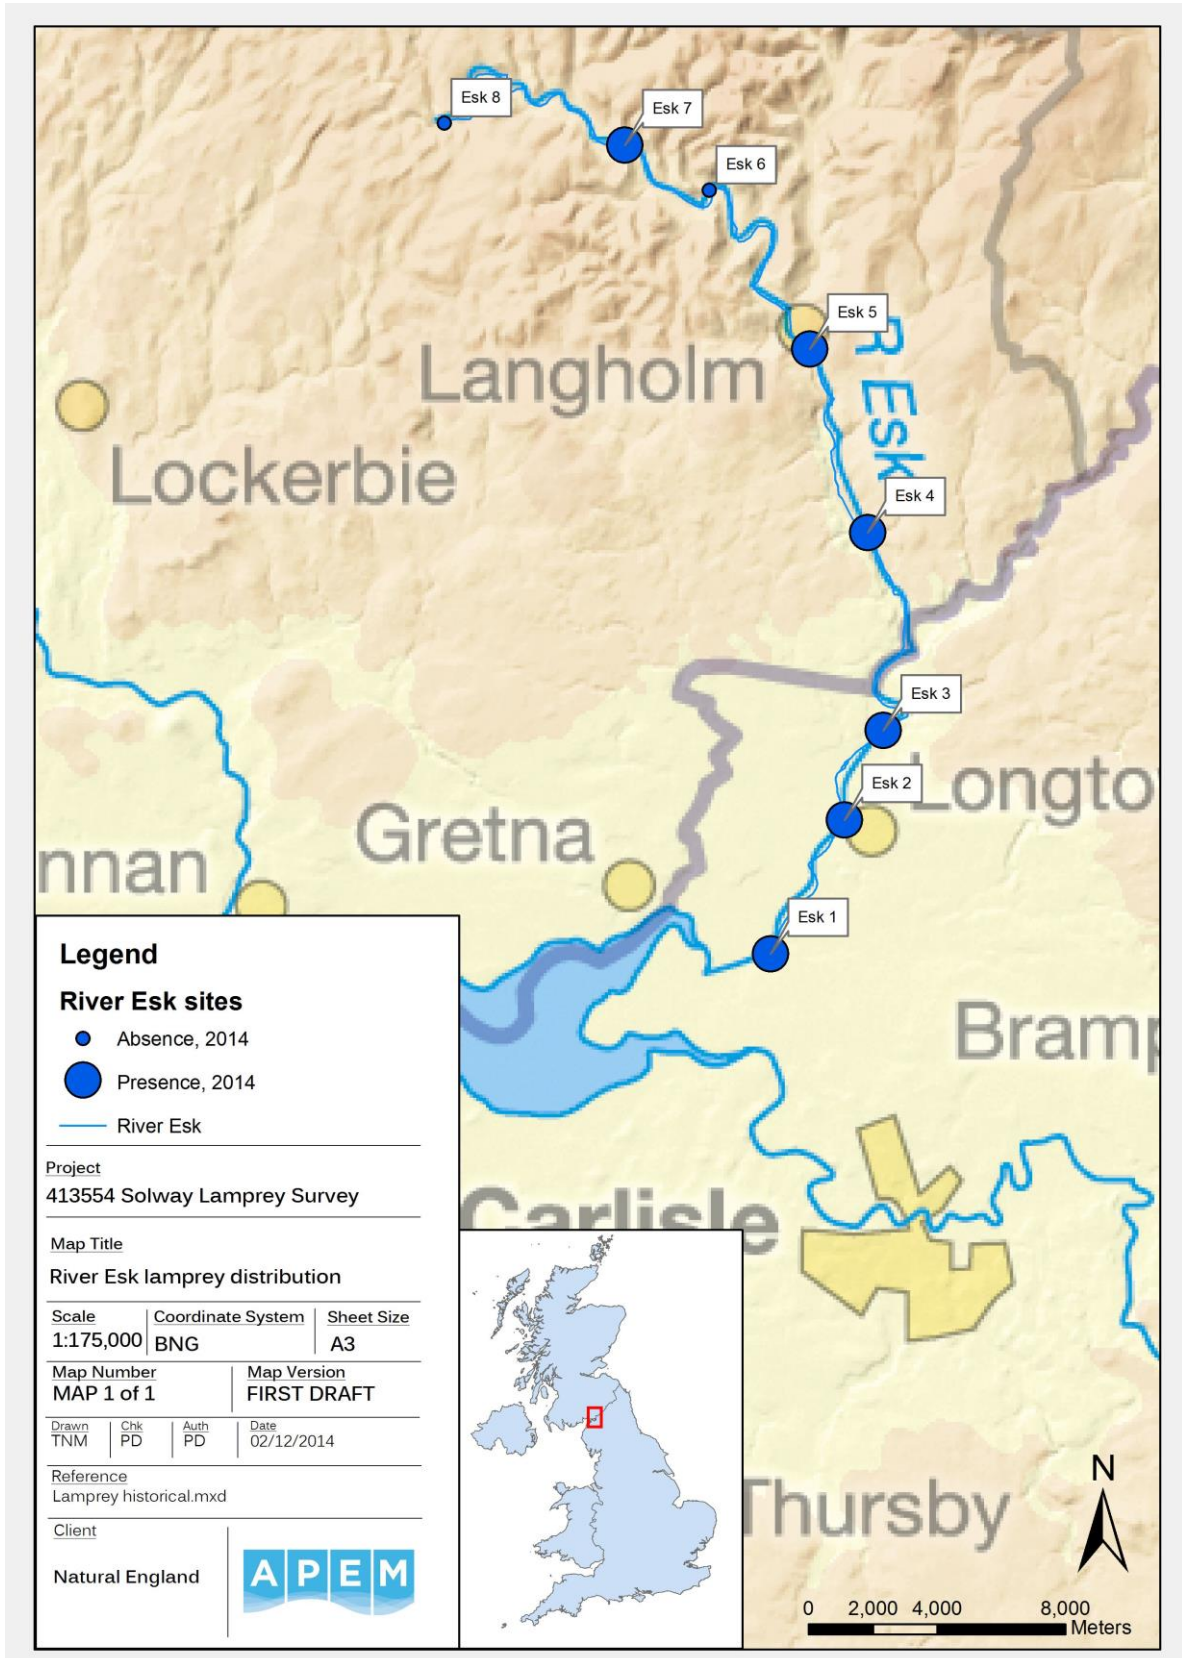 Esk 8
Esk 7
Esk 6
Esk 5
R Esk
Langholm
Lockerbie
Esk 4
Esk 3
Esk 2
Longto
Gretna
nnan
Esk 1
Bramp
Carlisle
Thursby
Legend
River Esk sites
Absence, 2014
Presence, 2014
River Esk
Project
413554 Solway Lamprey Survey
Map Title
River Esk lamprey distribution
Scale Coordinate System Sheet Size
1:175,000 BNG A3
Map Number Map Version
MAP 1 of 1 FIRST DRAFT
Drawn Chk Auth Date
TNM PD PD 02/12/2014
Reference
Lamprey historical.mxd
Client
Natural England
APEM
N
0 2,000 4,000 8,000
Meters